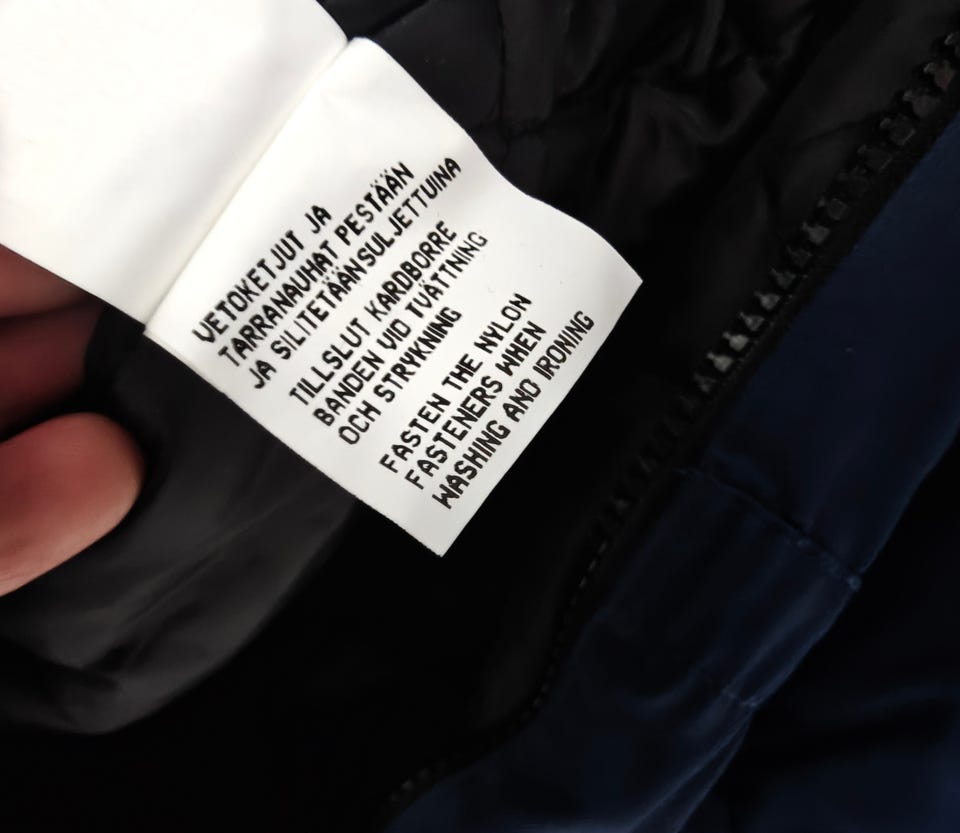 VETOKETJUT JA
TARRANAUHAT PESTÄÄN
JA SILITETÄÄN SULJETTUINA
TILLSLUT KARDBORRE
BANDEN VID TVÄTTNING
OCH STRYKNING
FASTEN THE NYLON
FASTENERS WHEN
WASHING AND IRONING